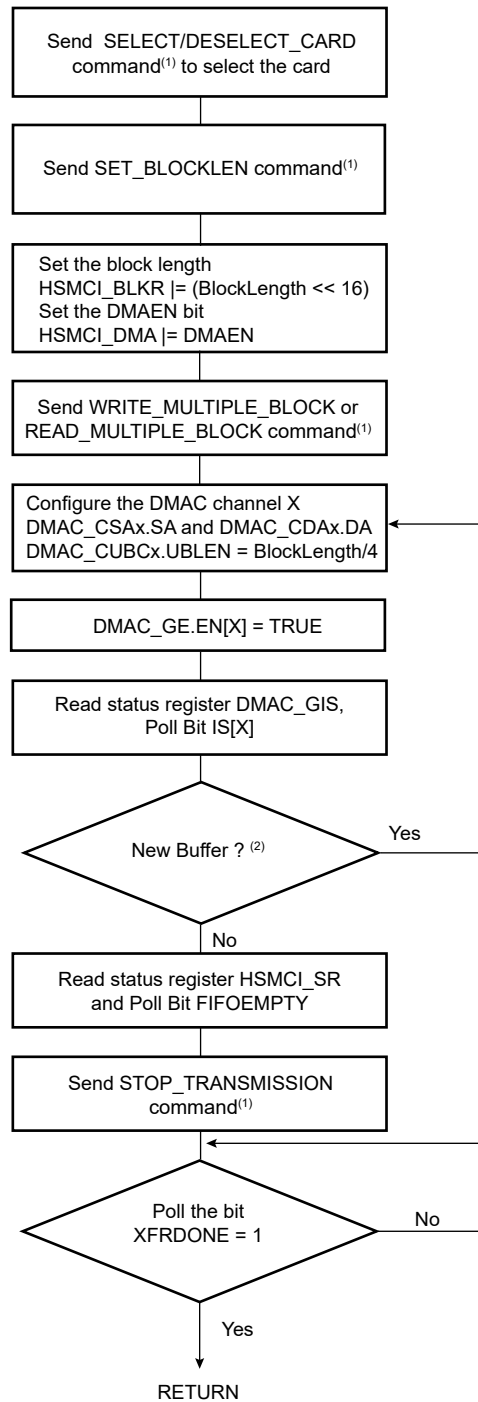 Send SELECT/DESELECT_CARD
command(1) to select the card
Send SET_BLOCKLEN command(1)
Set the block length
HSMCI_BLKR |= (BlockLength << 16)
Set the DMAEN bit
HSMCI_DMA |= DMAEN
Send WRITE_MULTIPLE_BLOCK or
READ_MULTIPLE_BLOCK command(1)
Configure the DMAC channel X
DMAC_CSAx.SA and DMAC_CDAx.DA
DMAC_CUBCx.UBLEN = BlockLength/4
DMAC_GE.EN[X] = TRUE
Read status register DMAC_GIS,
Poll Bit IS[X]
New Buffer ? (2)
Yes
No
Read status register HSMCI_SR
and Poll Bit FIFOEMPTY
Send STOP_TRANSMISSION
command(1)
Poll the bit
XFRDONE = 1
No
Yes
RETURN